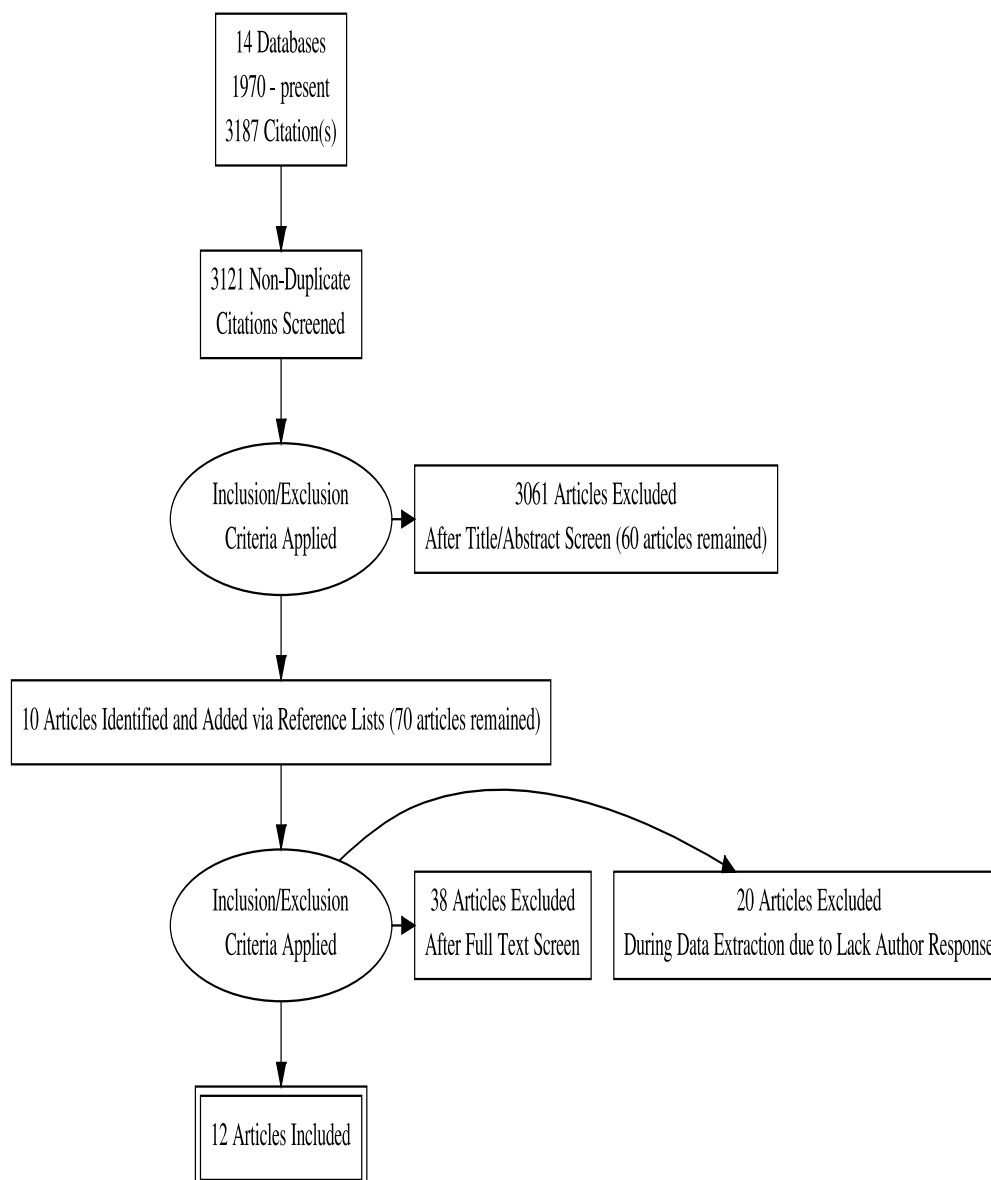 14 Databases
1970 - present
3187 Citation(s)
3121 Non-Duplicate
Citations Screened
Inclusion/Exclusion
Criteria Applied
3061 Articles Excluded
After Title/Abstract Screen (60 articles remained)
10 Articles Identified and Added via Reference Lists (70 articles remained)
Inclusion/Exclusion
Criteria Applied
38 Articles Excluded
After Full Text Screen
20 Articles Excluded
During Data Extraction due to Lack Author Response
12 Articles Included